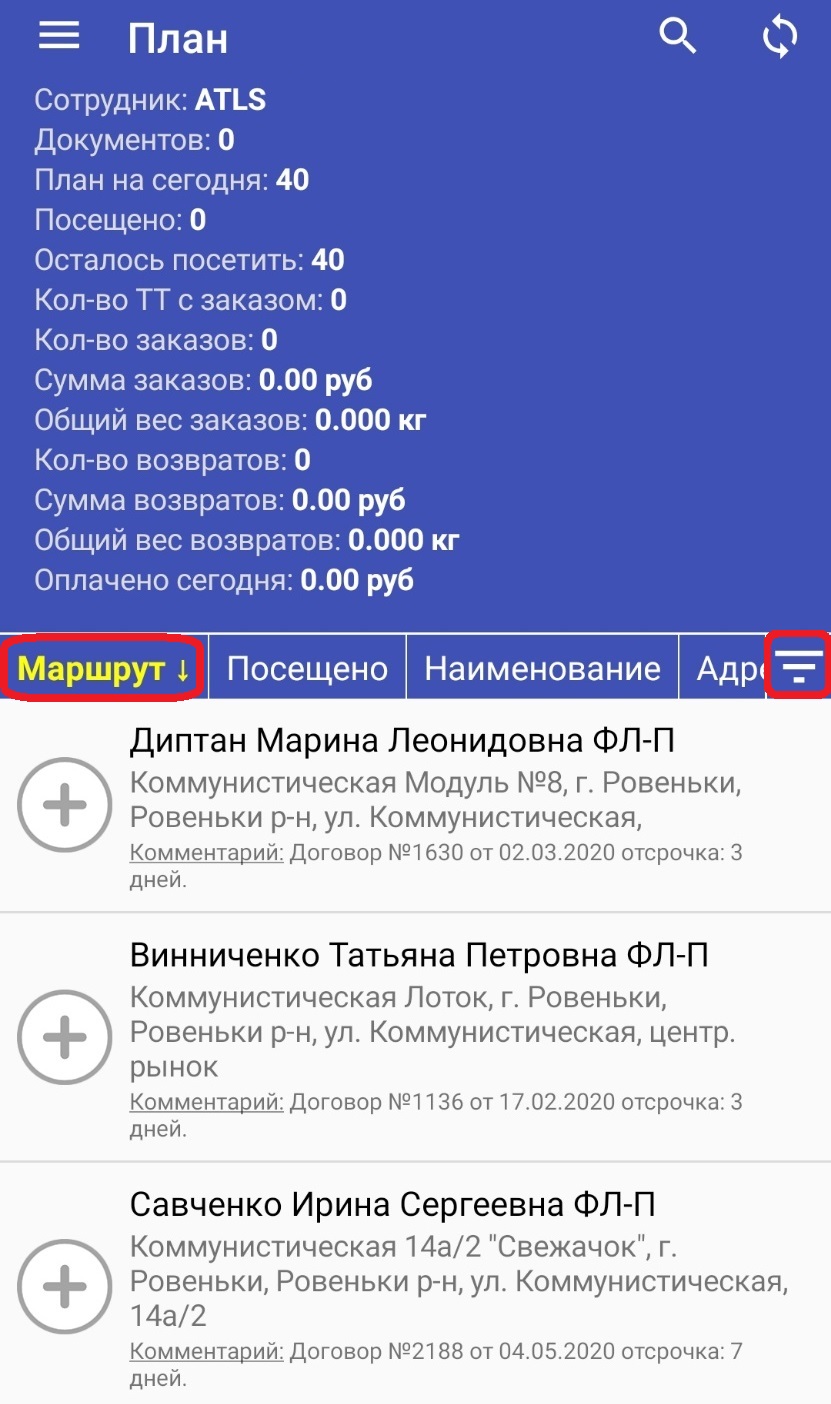 План
Сотрудник: ATLS
Документов: 0
План на сегодня: 40
Посещено: 0
Осталось посетить: 40
Кол-во ТТ с заказом: 0
Кол-во заказов: 0
Сумма заказов: 0.00 руб
Общий вес заказов: 0.000 кг
Кол-во возвратов: 0
Сумма возвратов: 0.00 руб
Общий вес возвратов: 0.000 кг
Оплачено сегодня: 0.00 руб
Маршрут ↓ Посещено Наименование Адре
Диптан Марина Леонидовна ФЛ-П
Коммунистическая Модуль №8, г. Ровеньки,
Ровеньки р-н, ул. Коммунистическая,
Комментарий: Договор №1630 от 02.03.2020 отсрочка: 3
дней.
Винниченко Татьяна Петровна ФЛ-П
Коммунистическая Лоток, г. Ровеньки,
Ровеньки р-н, ул. Коммунистическая, центр.
рынок
Комментарий: Договор №1136 от 17.02.2020 отсрочка: 3
дней.
Савченко Ирина Сергеевна ФЛ-П
Коммунистическая 14а/2 "Свежачок", г.
Ровеньки, Ровеньки р-н, ул. Коммунистическая,
14а/2
Комментарий: Договор №2188 от 04.05.2020 отсрочка: 7
дней.